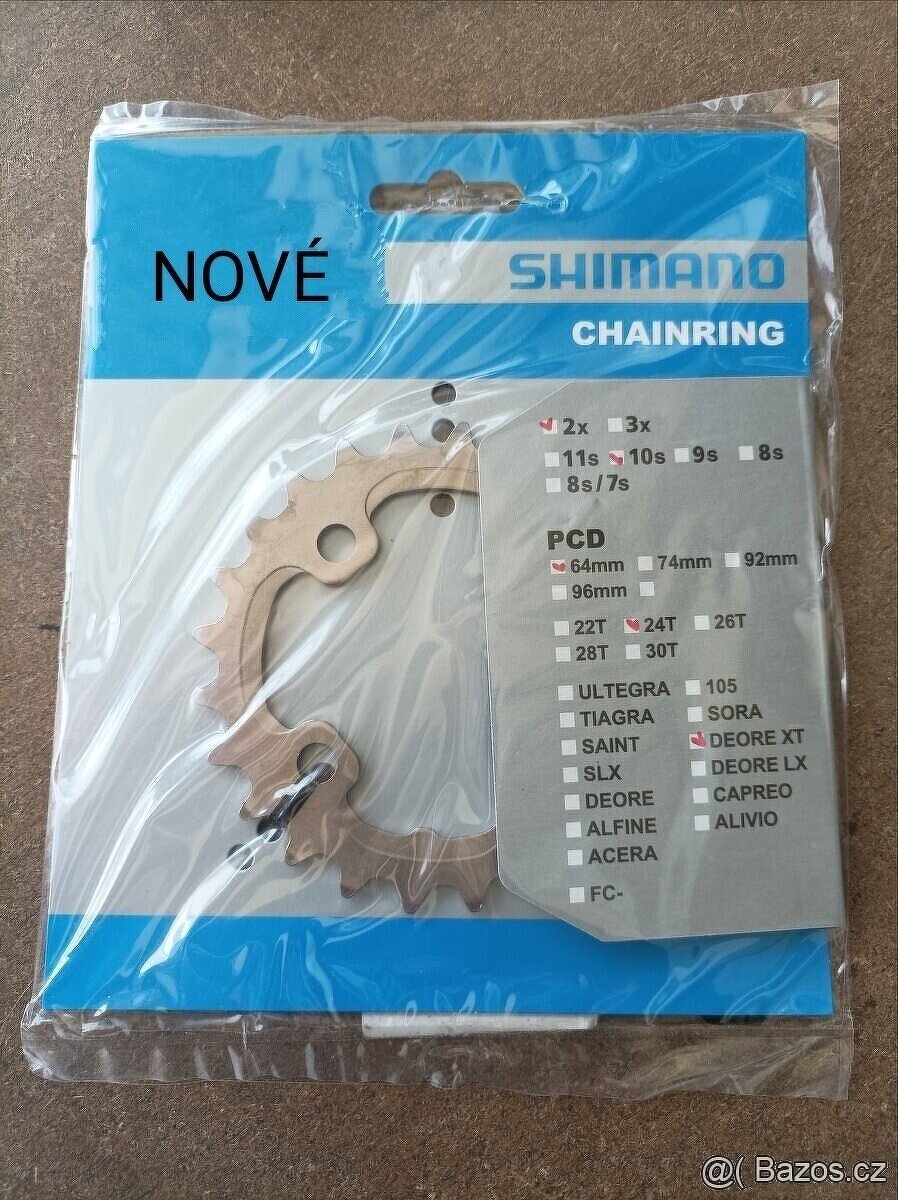 NOVÉ
SHIMANO
CHAINRING
2x 3x
11s 10s 9s 8s
8s/7s
PCD
64mm 74mm 92mm
96mm
22T 24T 26T
28T 30T
ULTEGRA 105
TIAGRA SORA
SAINT DEORE XT
SLX DEORE LX
DEORE CAPREO
ALFINE ALIVIO
ACERA
FC-
@( Bazos.cz